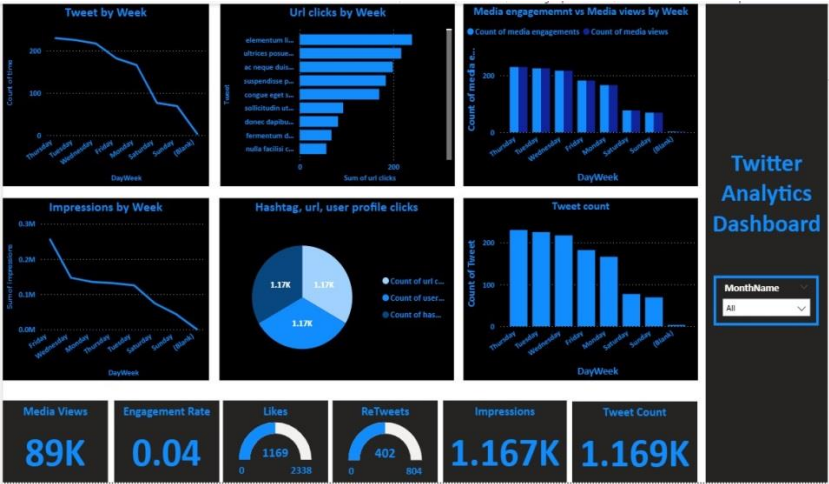 Tweet by Week
Count of time
200
100
0
Thursday
Tuesday
Wednesday
Friday
Monday
Saturday
Sunday
(Blank)
DayWeek
Url clicks by Week
Tweet
elementum li...
ultrices posue...
ac neque duis...
suspendisse p...
congue eget s...
sollicitudin ut...
donec dapibu...
fermentum d...
nulla facilisi c...
0
200
Sum of url clicks
Media engagememnt vs Media views by Week
Count of media engagements
Count of media views
Count of media e...
200
0
Thursday
Tuesday
Wednesday
Friday
Monday
Saturday
Sunday
(Blank)
DayWeek
Impressions by Week
Sum of Impressions
0.3M
0.2M
0.1M
0.0M
Friday
Wednesday
Monday
Thursday
Tuesday
Saturday
Sunday
(Blank)
DayWeek
Hashtag, url, user profile clicks
1.17K
1.17K
1.17K
Count of url c...
Count of user...
Count of has...
Tweet count
Count of Tweet
200
100
0
Thursday
Tuesday
Wednesday
Friday
Monday
Saturday
Sunday
(Blank)
DayWeek
Twitter
Analytics
Dashboard
MonthName
All
Media Views
89K
Engagement Rate
0.04
Likes
1169
0
2338
ReTweets
402
0
804
Impressions
1.167K
Tweet Count
1.169K